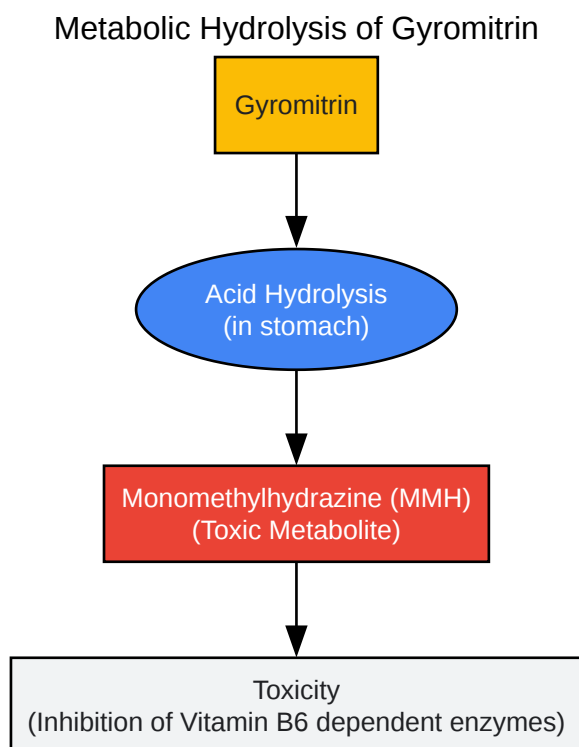 Metabolic Hydrolysis of Gyromitrin
Gyromitrin
Acid Hydrolysis
(in stomach)
Monomethylhydrazine (MMH)
(Toxic Metabolite)
Toxicity
(Inhibition of Vitamin B6 dependent enzymes)